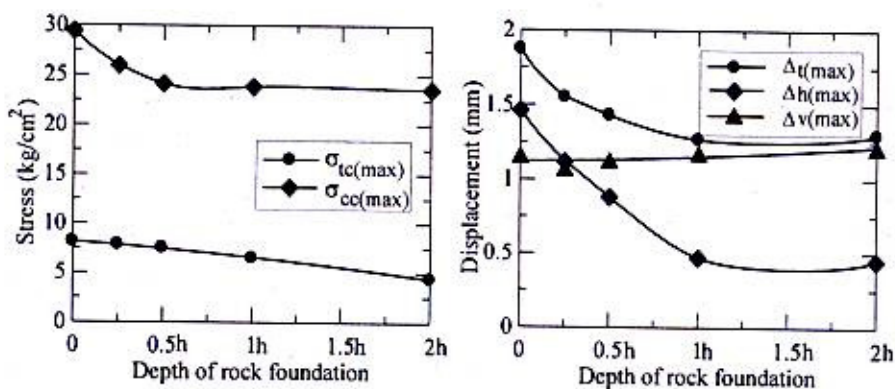 30
25
20
15
10
5
0
Stress (kg/cm²)
σtc(max)
σcc(max)
0 0.5h 1h 1.5h 2h
Depth of rock foundation
2
1.5
1
0.5
0
Displacement (mm)
Δt(max)
Δh(max)
Δv(max)
0 0.5h 1h 1.5h 2h
Depth of rock foundation